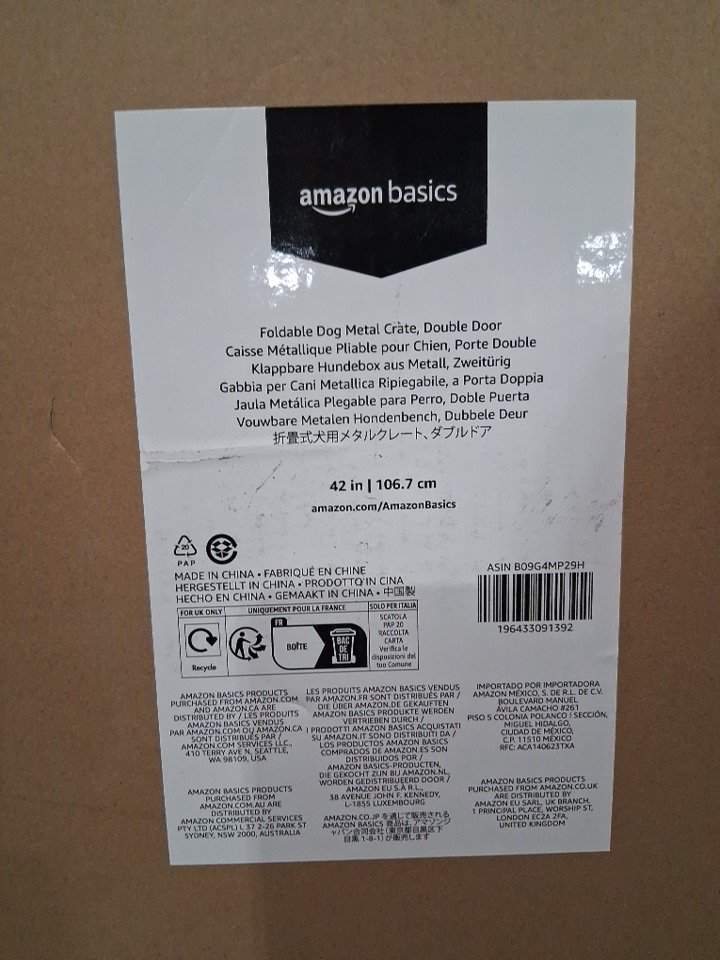 amazon basics
Foldable Dog Metal Crate, Double Door
Caisse Métallique Pliable pour Chien, Porte Double
Klappbare Hundebox aus Metall, Zweitürig
Gabbia per Cani Metallica Ripiegabile, a Porta Doppia
Jaula Metálica Plegable para Perro, Doble Puerta
Vouwbare Metalen Hondenbench, Dubbele Deur
折畳式犬用メタルクレート、ダブルドア
42 in | 106.7 cm
amazon.com/AmazonBasics
20
PAP
MADE IN CHINA • FABRIQUÉ EN CHINE
HERGESTELLT IN CHINA • PRODOTTO IN CINA
HECHO EN CHINA • GEMAAKT IN CHINA • 中国製
ASIN B09G4MP29H
196433091392
FOR UK ONLY
Recycle
UNIQUEMENT POUR LA FRANCE
FR
BOÎTE
BAC
DE
TRI
SOLO PER ITALIA
SCATOLA
PAP 20
RACCOLTA
CARTA
Verifica le
disposizioni del
tuo Comune
AMAZON BASICS PRODUCTS
PURCHASED FROM AMAZON.COM
AND AMAZON.CA ARE
DISTRIBUTED BY / LES PRODUITS
AMAZON BASICS VENDUS
PAR AMAZON.COM OU AMAZON.CA
SONT DISTRIBUÉS PAR /
AMAZON.COM SERVICES LLC.,
410 TERRY AVE N, SEATTLE,
WA 98109, USA
LES PRODUITS AMAZON BASICS VENDUS
PAR AMAZON.FR SONT DISTRIBUÉS PAR /
DIE ÜBER AMAZON.DE GEKAUFTEN
AMAZON BASICS PRODUKTE WERDEN
VERTRIEBEN DURCH /
I PRODOTTI AMAZON BASICS ACQUISTATI
SU AMAZON.IT SONO DISTRIBUITI DA /
LOS PRODUCTOS AMAZON BASICS
COMPRADOS DE AMAZON.ES SON
DISTRIBUIDOS POR /
AMAZON BASICS-PRODUCTEN,
DIE GEKOCHT ZIJN BIJ AMAZON.NL,
WORDEN GEDISTRIBUEERD DOOR /
AMAZON EU S.À R.L.,
38 AVENUE JOHN F. KENNEDY,
L-1855 LUXEMBOURG
IMPORTADO POR IMPORTADORA
AMAZON MÉXICO, S. DE R.L. DE C.V.
BOULEVARD MANUEL
ÁVILA CAMACHO #261
PISO 5 COLONIA POLANCO I SECCIÓN,
MIGUEL HIDALGO,
CIUDAD DE MÉXICO,
C.P. 11510 MÉXICO
RFC: ACA140623TXA
AMAZON BASICS PRODUCTS
PURCHASED FROM
AMAZON.COM.AU ARE
DISTRIBUTED BY
AMAZON COMMERCIAL SERVICES
PTY LTD (ACSPL) L 37 2-26 PARK ST
SYDNEY, NSW 2000, AUSTRALIA
AMAZON.CO.JP を通じて販売される
AMAZON BASICS 商品は、アマゾンジ
ャパン合同会社(東京都目黒区下
目黒 1-8-1)が販売します
AMAZON BASICS PRODUCTS
PURCHASED FROM AMAZON.CO.UK
ARE DISTRIBUTED BY
AMAZON EU SARL, UK BRANCH,
1 PRINCIPAL PLACE, WORSHIP ST,
LONDON EC2A 2FA,
UNITED KINGDOM